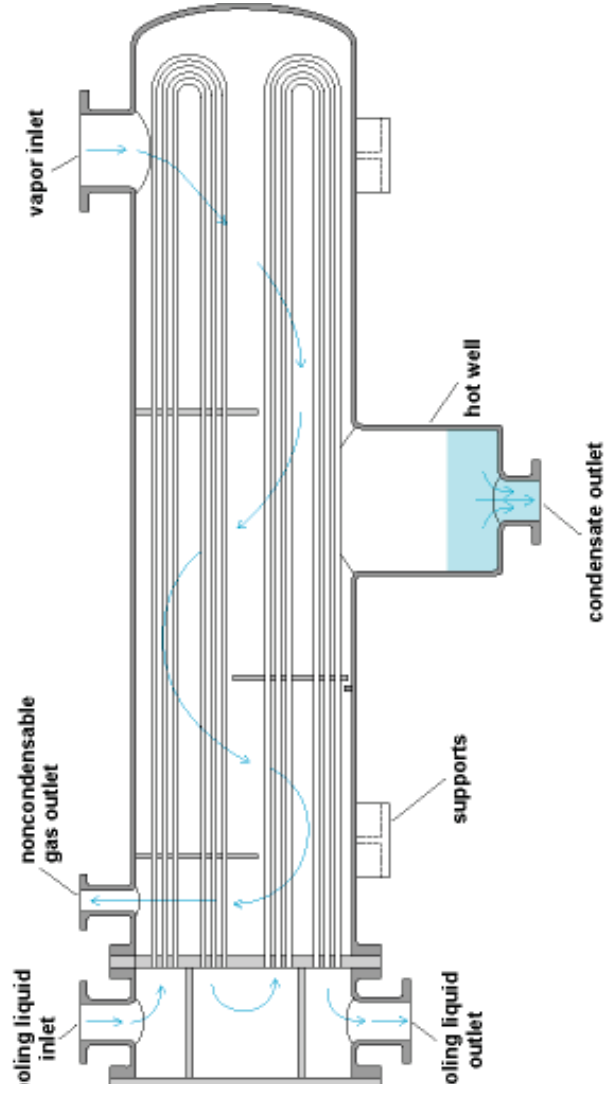 vapor inlet
noncondensable
gas outlet
oling liquid
inlet
hot well
condensate outlet
supports
oling liquid
outlet